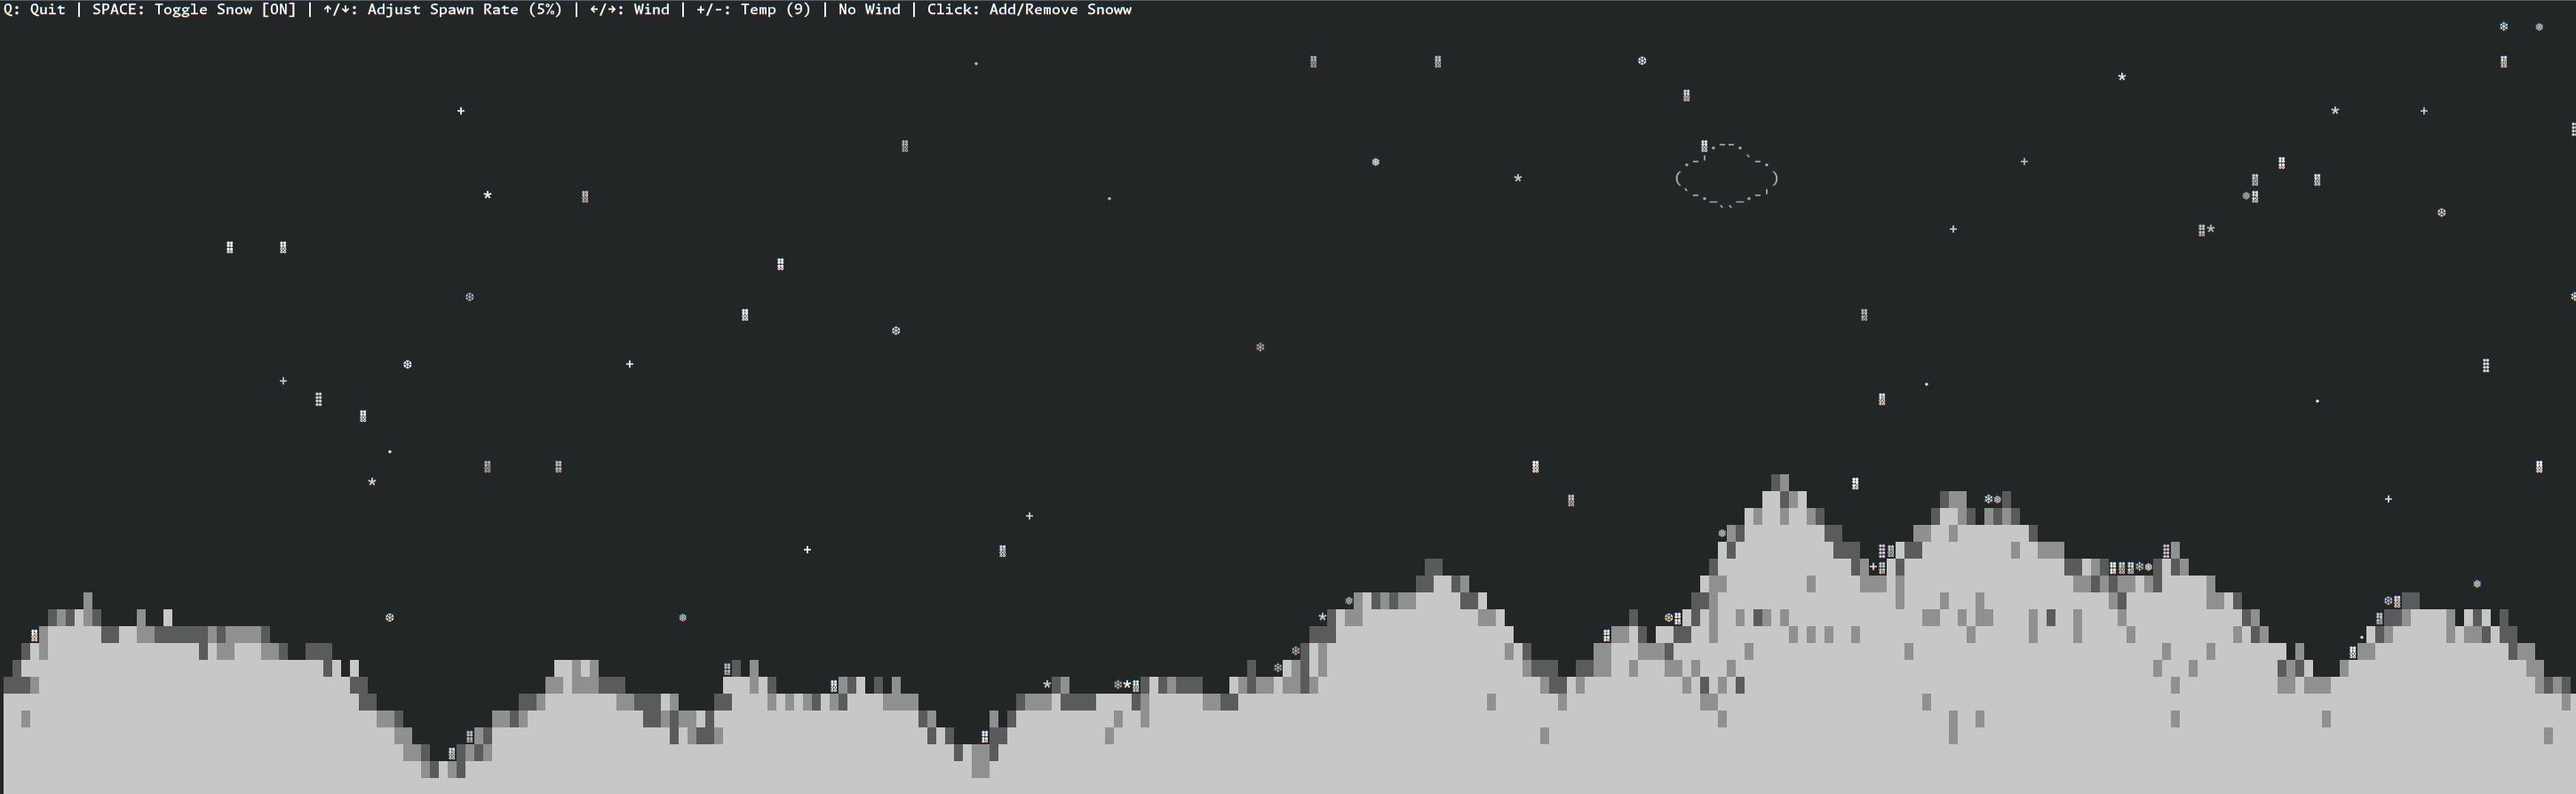 Q: Quit | SPACE: Toggle Snow [ON] | ↑/↓: Adjust Spawn Rate (5%) | ←/→: Wind | +/-: Temp (9) | No Wind | Click: Add/Remove Snoww